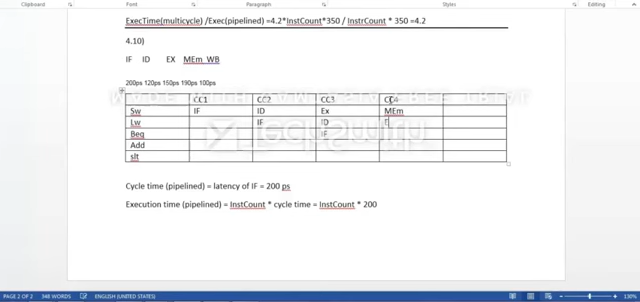 Clipboard Font Paragraph Styles Editing
ExecTime(multicycle) /Exec(pipelined) =4.2*InstCount*350 / InstrCount * 350 =4.2
4.10)
IF ID EX MEm WB
200ps 120ps 150ps 190ps 100ps
CC1 CC2 CC3 CC4
Sw IF ID Ex MEm
Lw IF ID
Beq IF
Add
slt
Cycle time (pipelined) = latency of IF = 200 ps
Execution time (pipelined) = InstCount * cycle time = InstCount * 200
PAGE 2 OF 2 348 WORDS ENGLISH (UNITED STATES) 130%